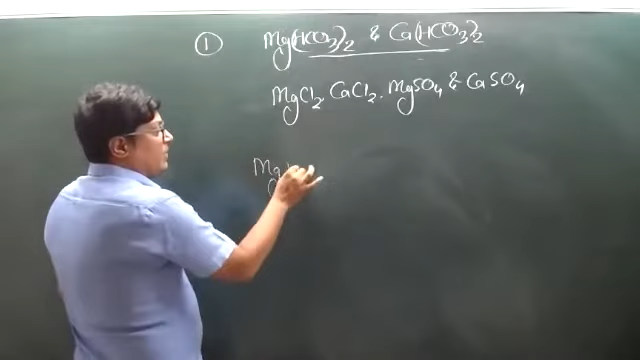 ① Mg(HCO3)2 & Ca(HCO3)2
MgCl2. CaCl2. MgSO4 & CaSO4
Mg